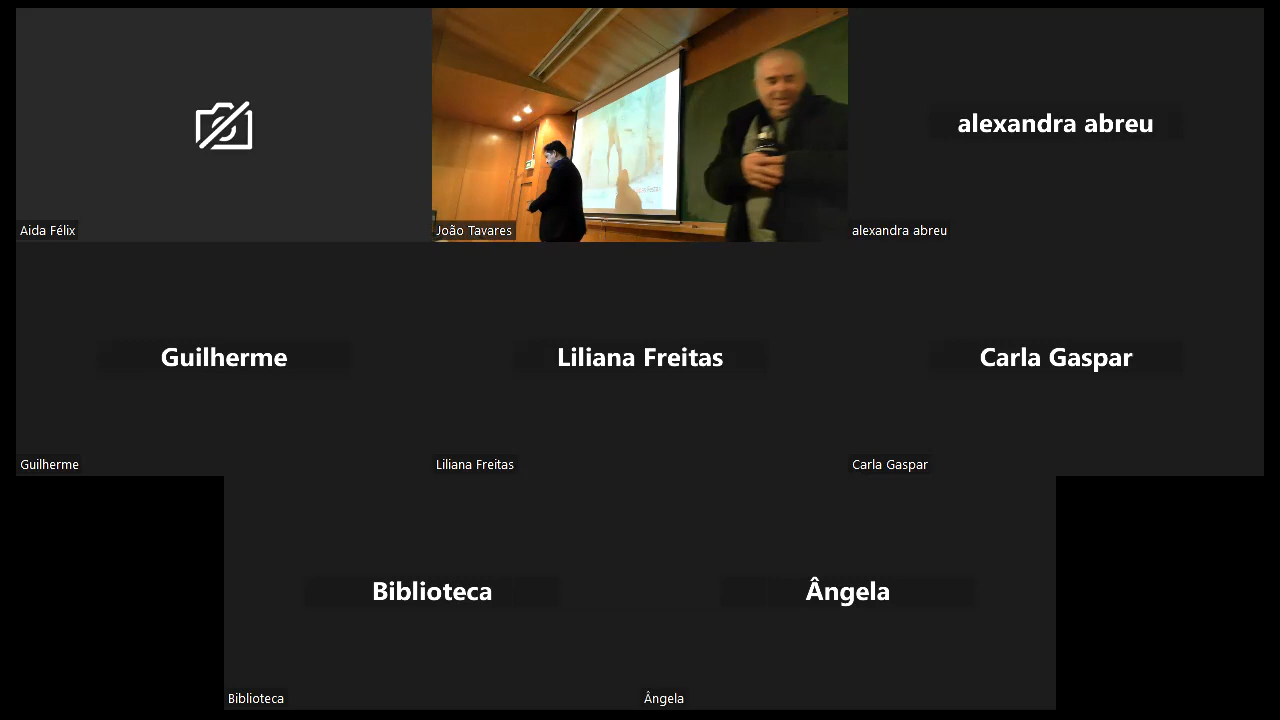 Aida Félix
João Tavares
alexandra abreu
alexandra abreu
Guilherme
Liliana Freitas
Carla Gaspar
Guilherme
Liliana Freitas
Carla Gaspar
Biblioteca
Ângela
Biblioteca
Ângela